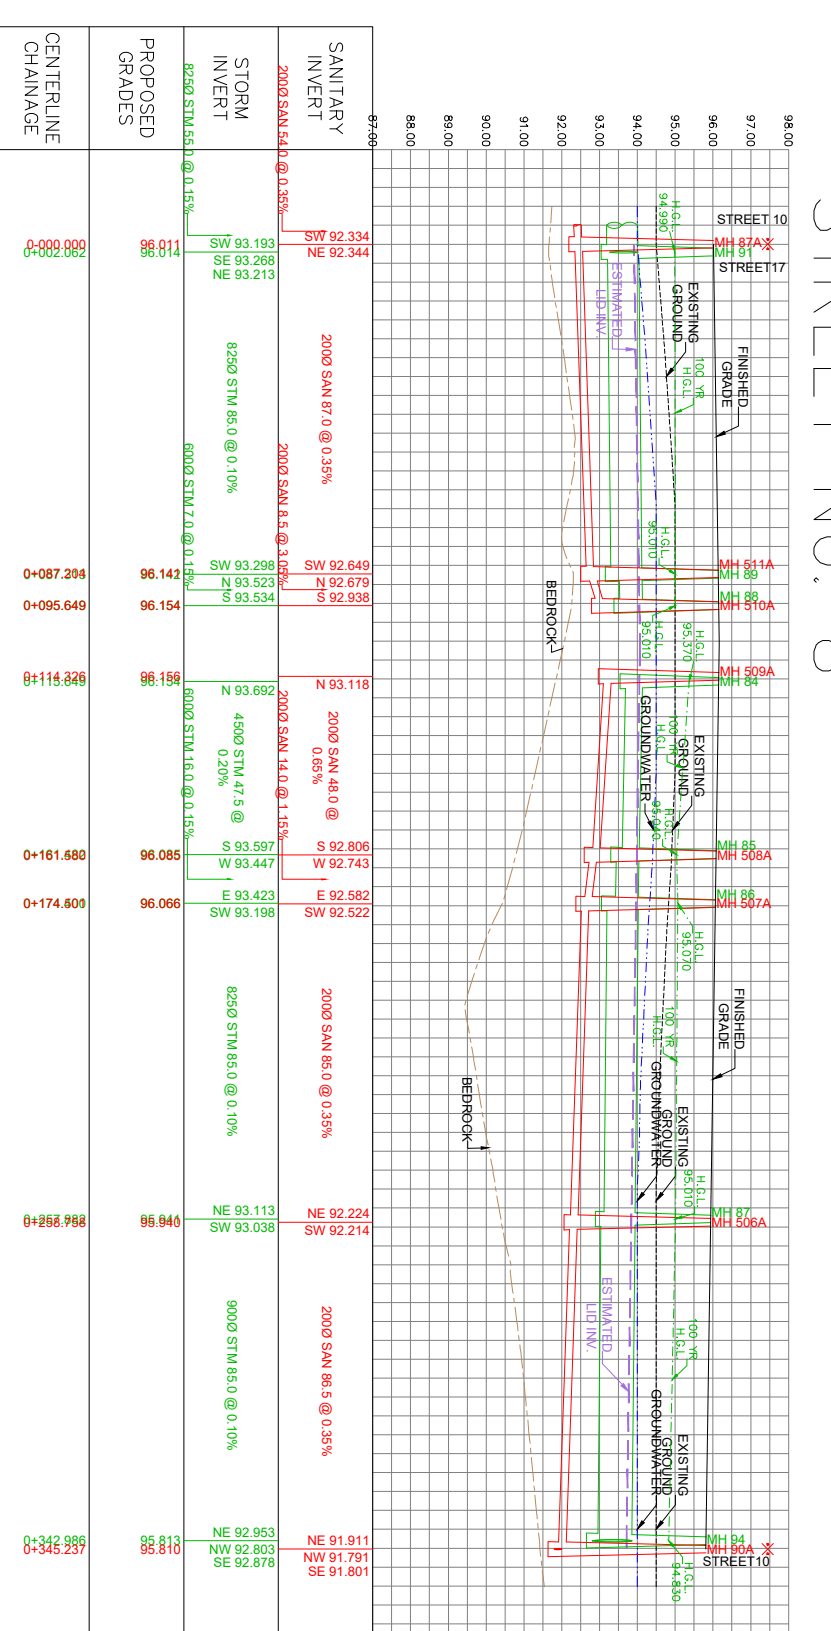 STREET NO. 
98.00
97.00
96.00
95.00
94.00
93.00
92.00
91.00
90.00
89.00
88.00
87.00
STREET 10
MH 87A
MH 91
STREET17
H.G.L.
94.990
EXISTING
GROUND
FINISHED
GRADE
100 YR
H.G.L.
ESTIMATED
LID INV.
H.G.L.
95.010
MH 511A
MH 89
MH 88
MH 510A
H.G.L.
95.010
BEDROCK
H.G.L.
95.370
MH 509A
MH 84
EXISTING
GROUND
100 YR
H.G.L.
GROUNDWATER
H.G.L.
95.040
MH 85
MH 508A
MH 86
MH 507A
H.G.L.
95.070
FINISHED
GRADE
100 YR
H.G.L.
EXISTING
GROUND
GROUNDWATER
BEDROCK
H.G.L.
95.010
MH 87
MH 506A
ESTIMATED
LID INV.
100 YR
H.G.L.
EXISTING
GROUND
GROUNDWATER
MH 94
MH 90A
STREET10
H.G.L.
94.830
SANITARY
INVERT
200Ø SAN 54.0 @ 0.35%
SW 92.334
NE 92.344
200Ø SAN 87.0 @ 0.35%
200Ø SAN 8.5 @ 3.05%
SW 92.649
N 92.679
S 92.938
N 93.118
200Ø SAN 48.0 @
0.65%
200Ø SAN 14.0 @ 1.15%
S 92.806
W 92.743
E 92.582
SW 92.522
200Ø SAN 85.0 @ 0.35%
NE 92.224
SW 92.214
200Ø SAN 86.5 @ 0.35%
NE 91.911
NW 91.791
SE 91.801
STORM
INVERT
825Ø STM 55.0 @ 0.15%
SW 93.193
SE 93.268
NE 93.213
825Ø STM 85.0 @ 0.10%
600Ø STM 7.0 @ 0.15%
SW 93.298
N 93.523
S 93.534
N 93.692
450Ø STM 47.5 @
0.20%
600Ø STM 16.0 @ 0.15%
S 93.597
W 93.447
E 93.423
SW 93.198
825Ø STM 85.0 @ 0.10%
NE 93.113
SW 93.038
900Ø STM 85.0 @ 0.10%
NE 92.953
NW 92.803
SE 92.878
PROPOSED
GRADES
96.011
96.014
96.154
96.156
96.085
96.066
95.940
95.813
95.810
CENTERLINE
CHAINAGE
0-000.000
0+002.062
0+095.649
0+114.326
0+342.986
0+345.237